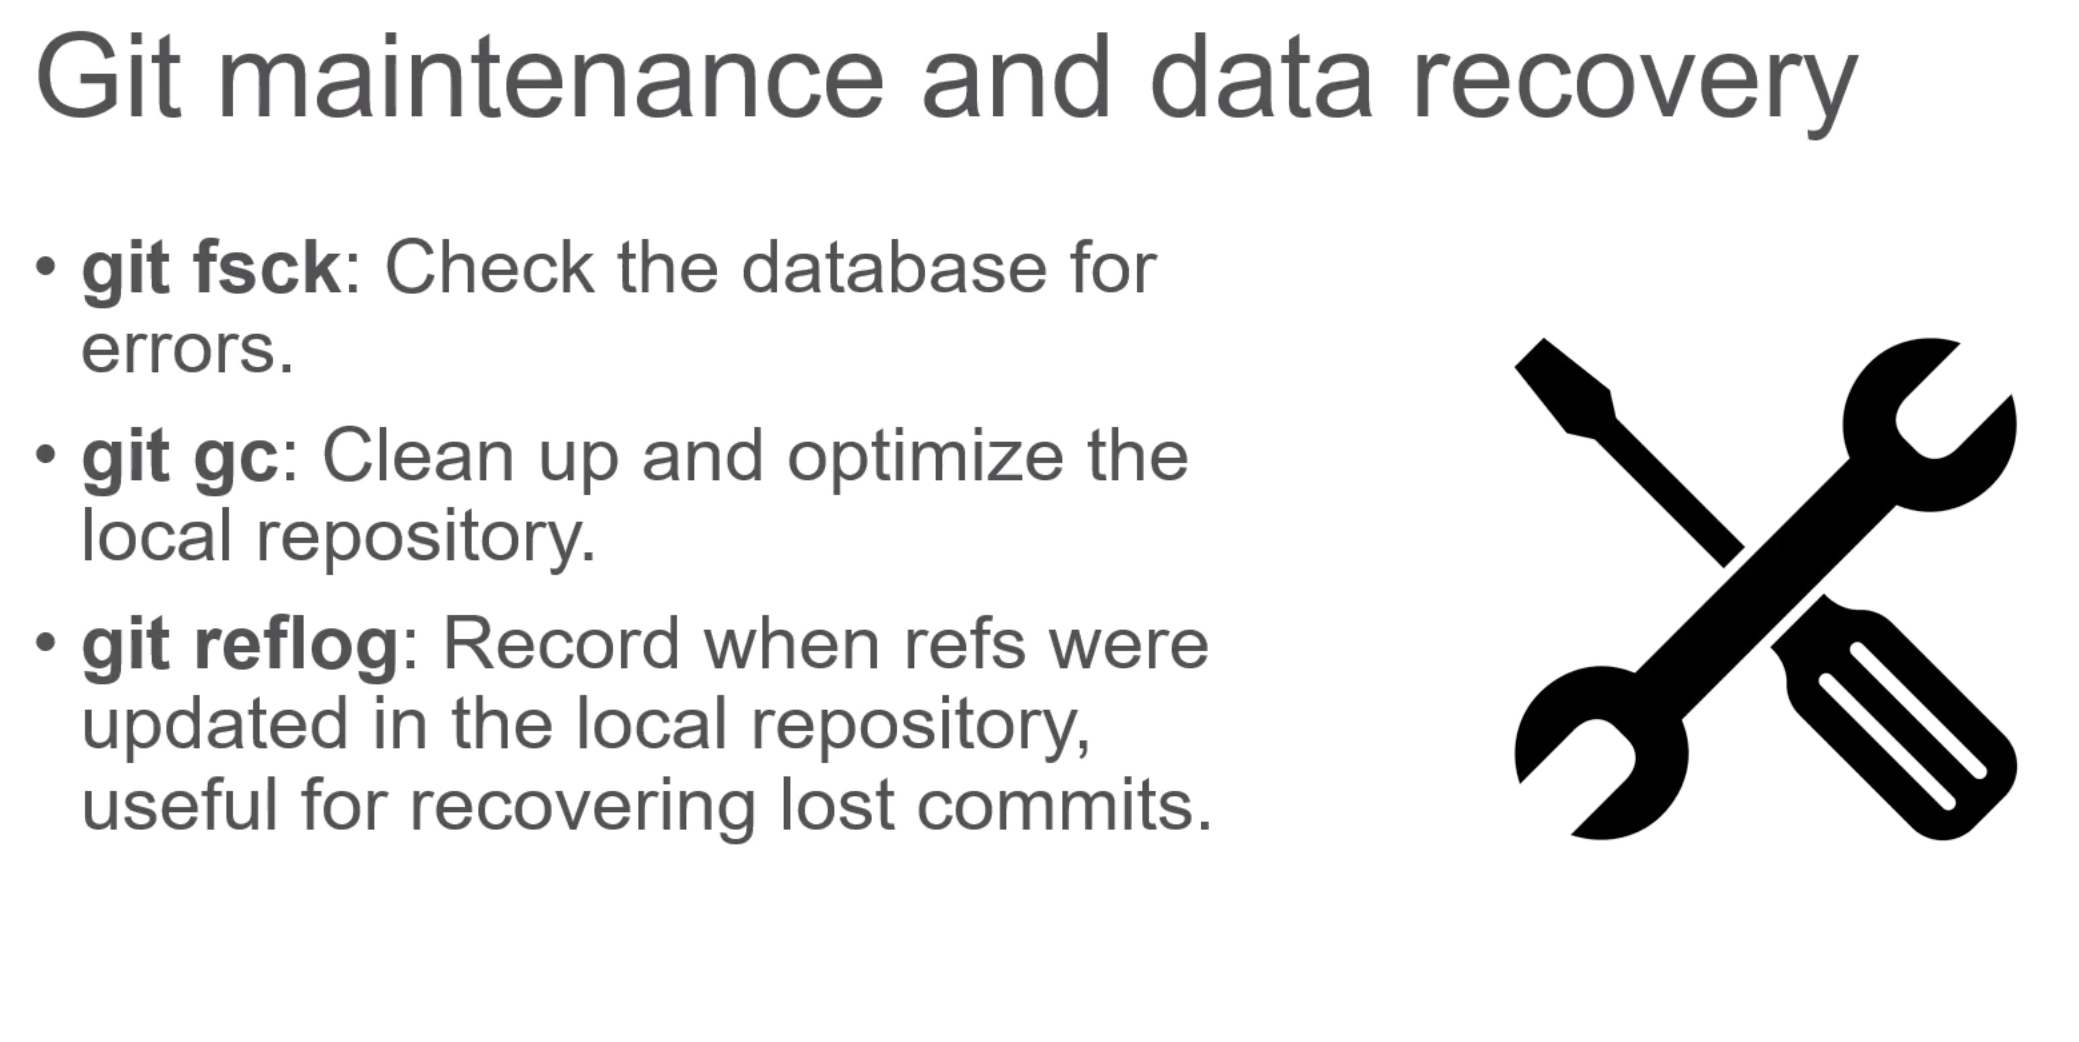 Git maintenance and data recovery
• git fsck: Check the database for
errors.
• git gc: Clean up and optimize the
local repository.
• git reflog: Record when refs were
updated in the local repository,
useful for recovering lost commits.